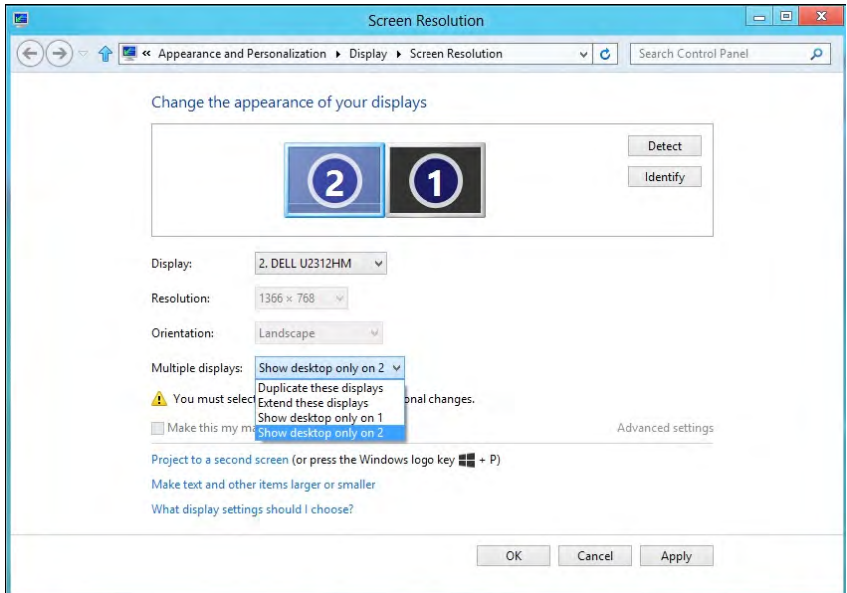 Screen Resolution
« Appearance and Personalization ▸ Display ▸ Screen Resolution
Search Control Panel
Change the appearance of your displays
2
1
Detect
Identify
Display: 2. DELL U2312HM
Resolution: 1366 × 768
Orientation: Landscape
Multiple displays: Show desktop only on 2
Duplicate these displays
You must selec onal changes.
Extend these displays
Show desktop only on 1
Make this my ma Show desktop only on 2 Advanced settings
Project to a second screen (or press the Windows logo key + P)
Make text and other items larger or smaller
What display settings should I choose?
OK Cancel Apply